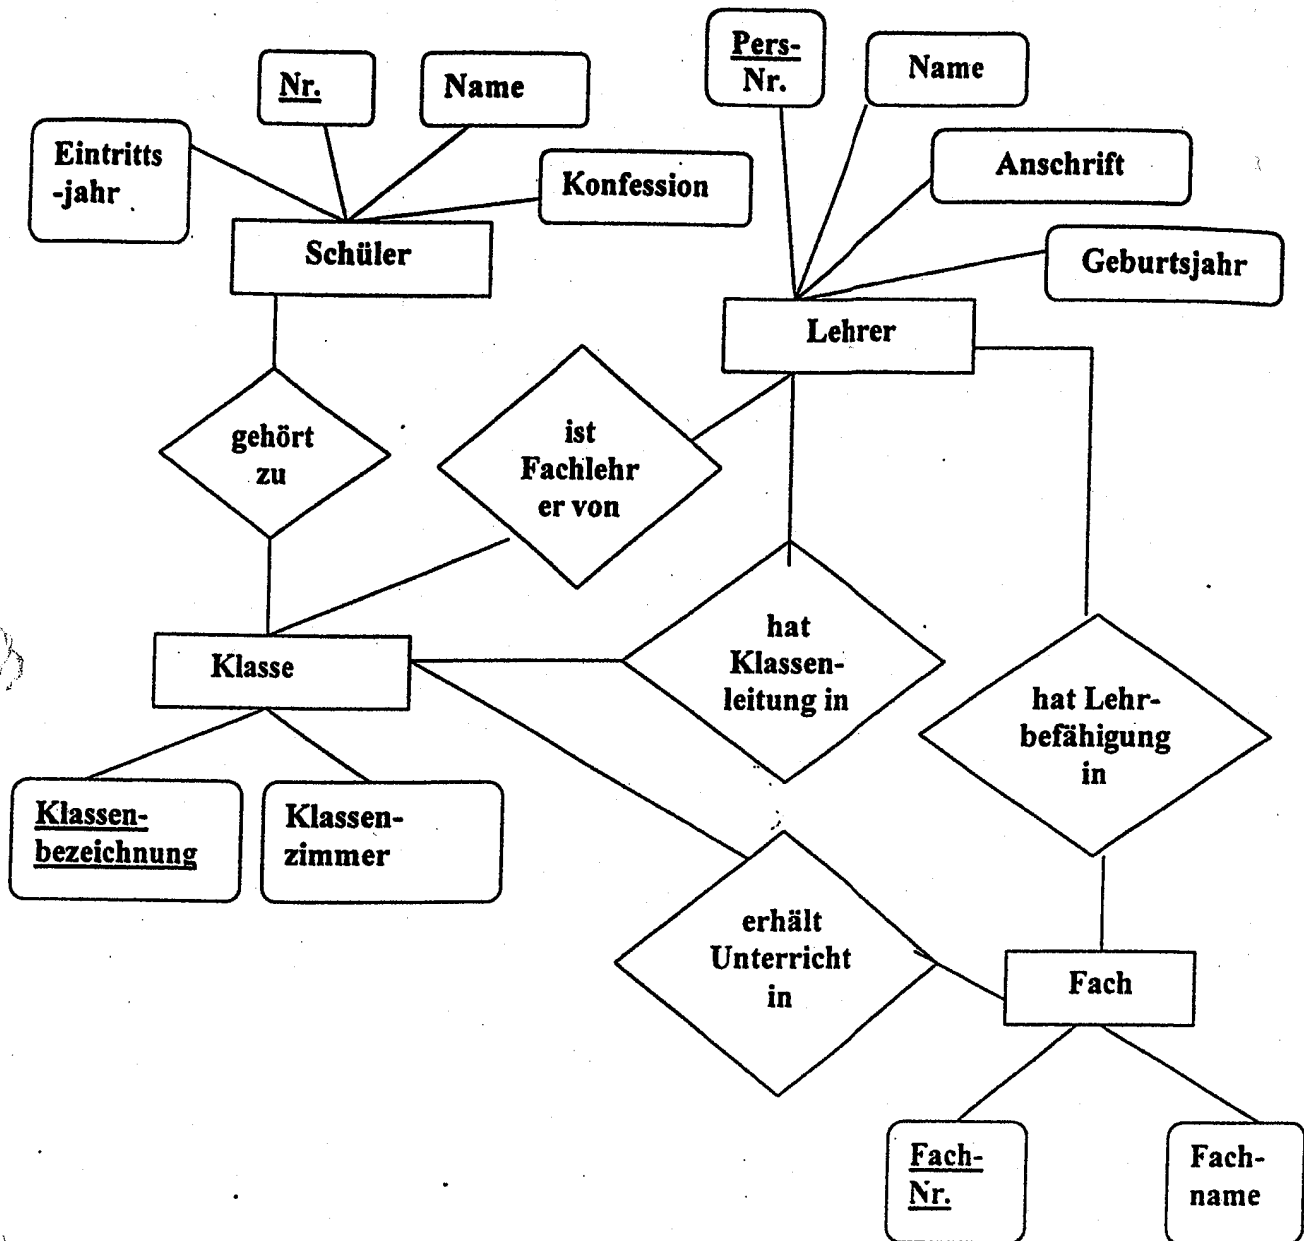 Pers-
Nr.
Name
Nr.
Name
Anschrift
Eintritts
-jahr
Konfession
Geburtsjahr
Schüler
Lehrer
gehört
zu
ist
Fachlehr
er von
hat
Klassen-
leitung in
Klasse
hat Lehr-
befähigung
in
Klassen-
bezeichnung
Klassen-
zimmer
erhält
Unterricht
in
Fach
Fach-
Nr.
Fach-
name